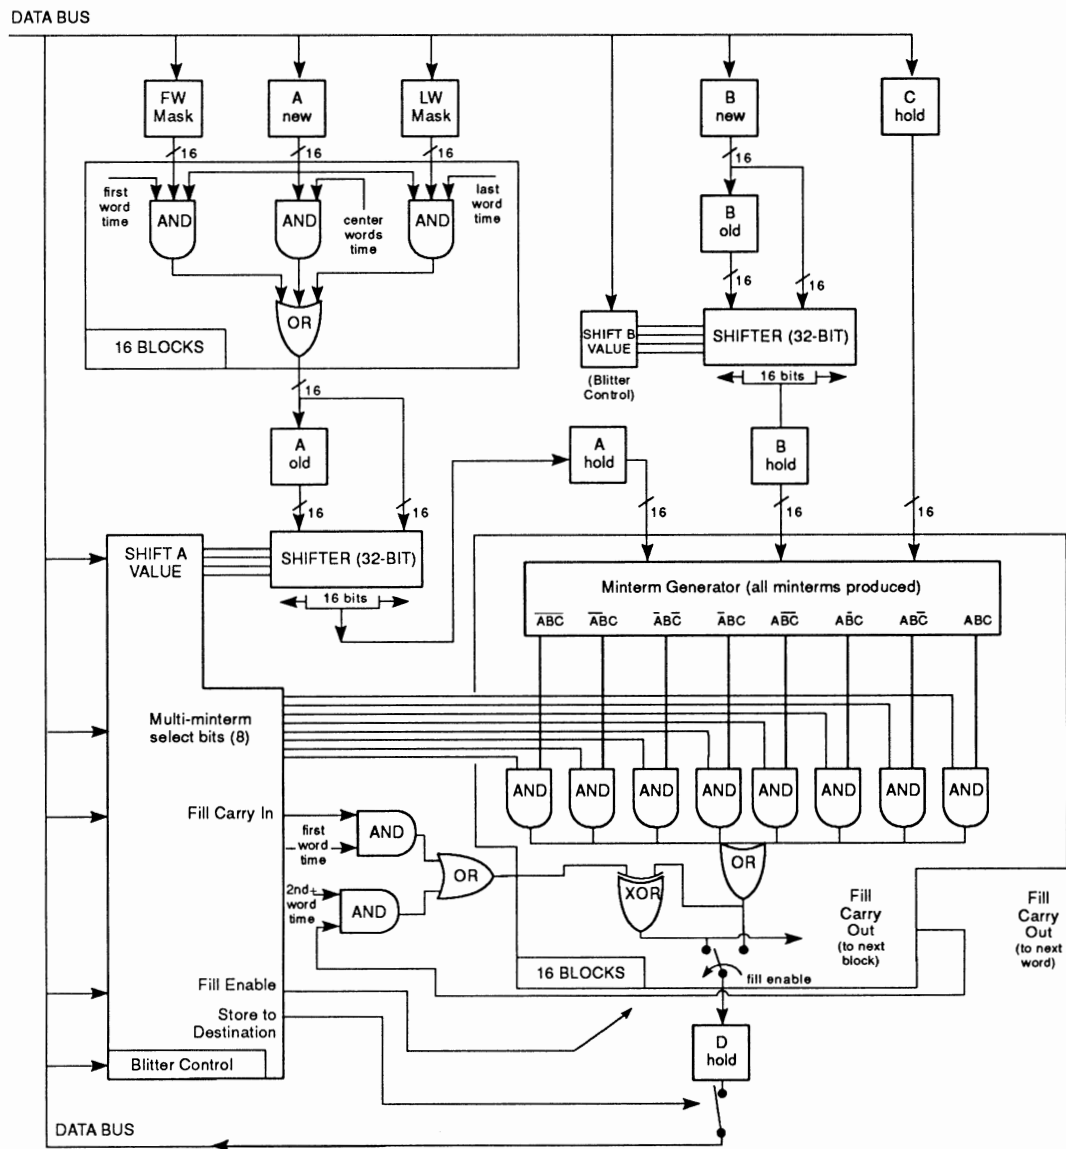 DATA BUS
FW
Mask
A
new
LW
Mask
B
new
C
hold
16
16
16
16
first
word
time
AND
AND
center
words
time
AND
last
word
time
B
old
16
16
OR
16 BLOCKS
SHIFT B
VALUE
SHIFTER (32-BIT)
(Blitter
Control)
16 bits
16
A
old
A
hold
B
hold
16
16
16
16
16
SHIFT A
VALUE
SHIFTER (32-BIT)
16 bits
Minterm Generator (all minterms produced)
A̅B̅C̅ A̅B̅C A̅BC̅ A̅BC AB̅C̅ AB̅C ABC̅ ABC
Multi-minterm
select bits (8)
AND AND AND AND AND AND AND AND
Fill Carry In
first
word
time
AND
OR
2nd+
word
time
AND
XOR
OR
Fill
Carry
Out
(to next
block)
Fill
Carry
Out
(to next
word)
16 BLOCKS
fill enable
Fill Enable
Store to
Destination
D
hold
Blitter Control
DATA BUS